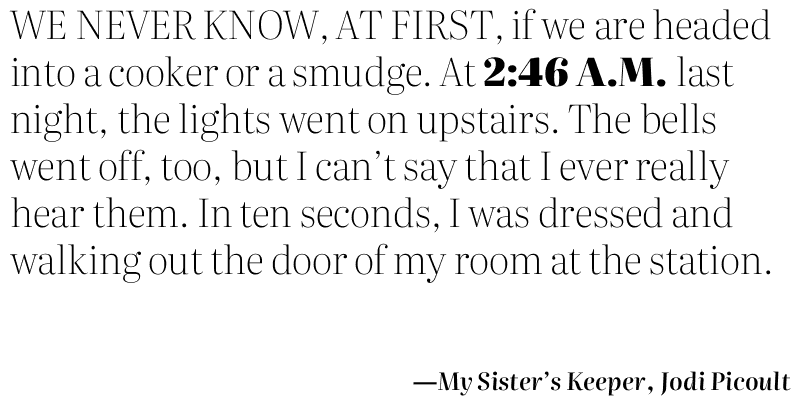 WE NEVER KNOW, AT FIRST, if we are headed
into a cooker or a smudge. At 2:46 A.M. last
night, the lights went on upstairs. The bells
went off, too, but I can’t say that I ever really
hear them. In ten seconds, I was dressed and
walking out the door of my room at the station.
—My Sister’s Keeper, Jodi Picoult